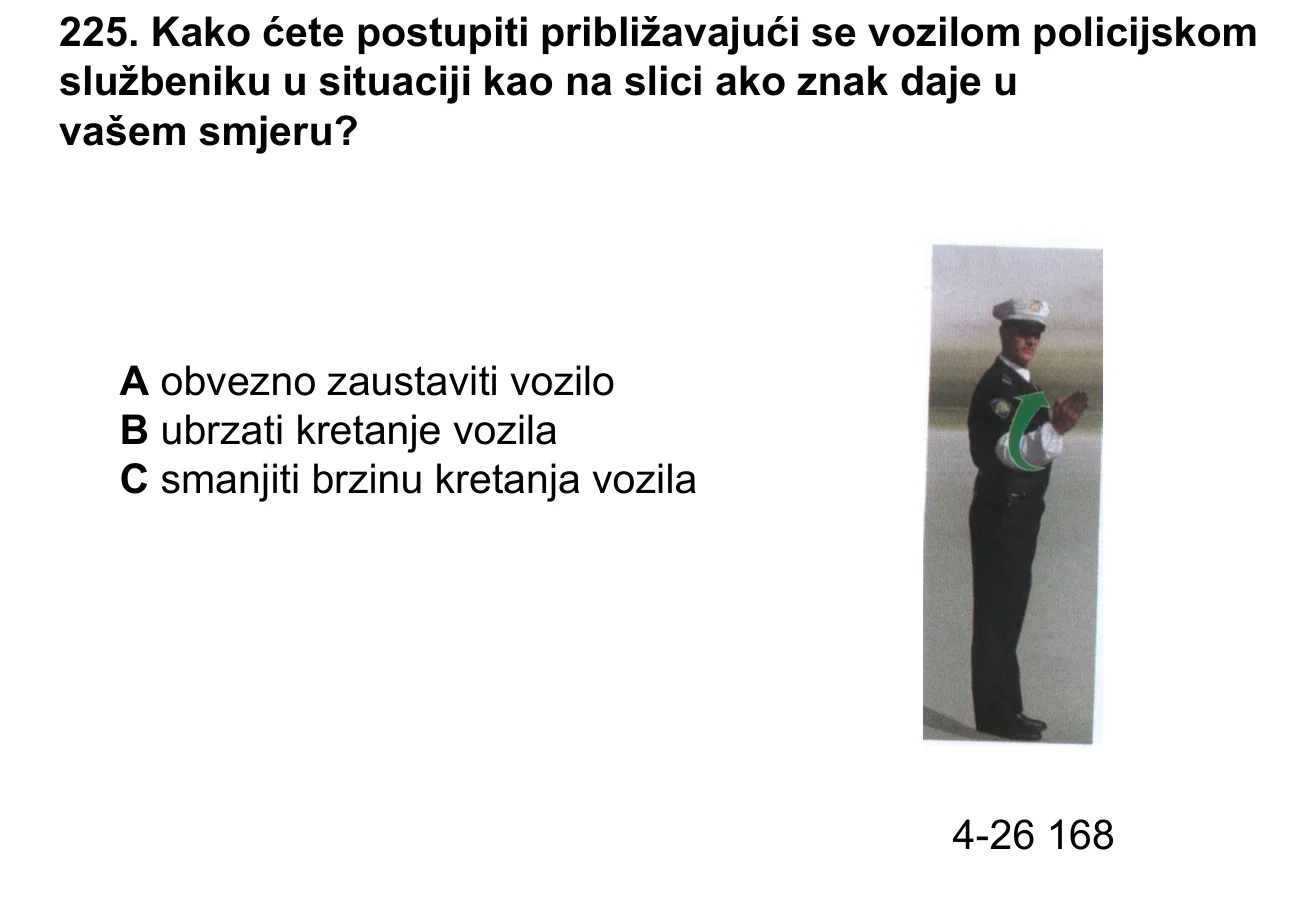 225. Kako ćete postupiti približavajući se vozilom policijskom
službeniku u situaciji kao na slici ako znak daje u
vašem smjeru?
A obvezno zaustaviti vozilo
B ubrzati kretanje vozila
C smanjiti brzinu kretanja vozila
4-26 168